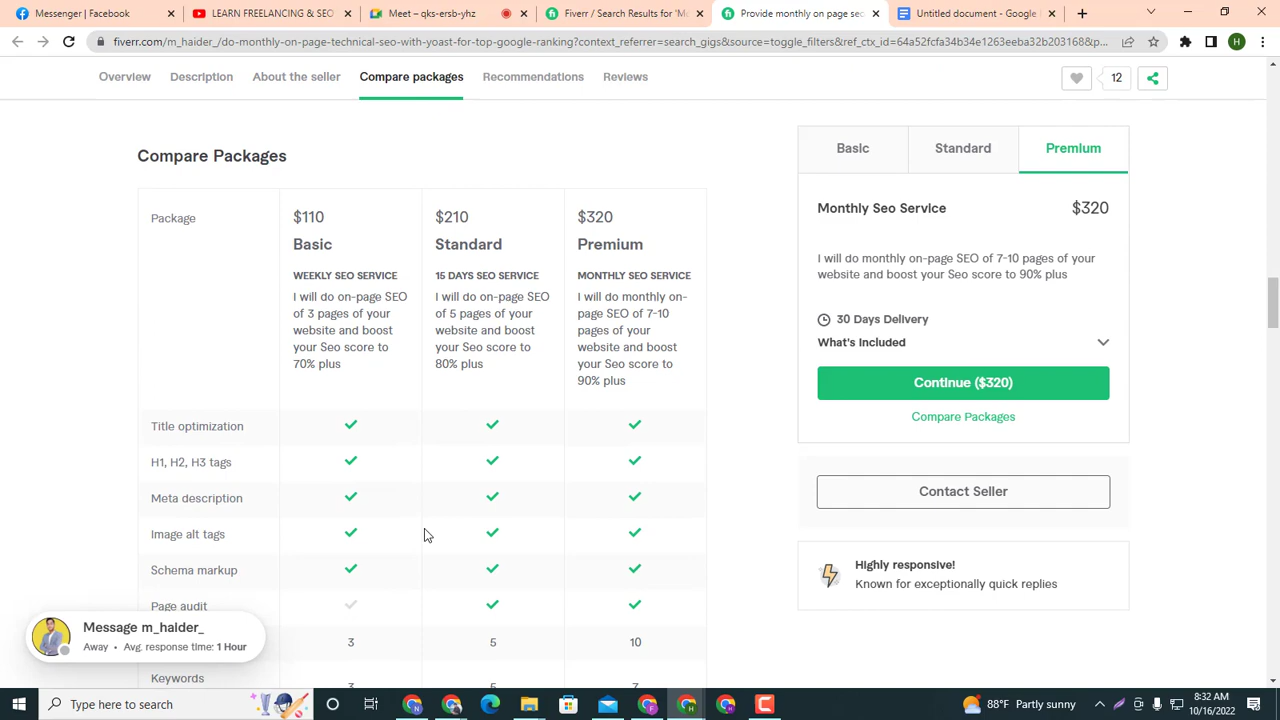 Messenger | Facebook
LEARN FREELANCING & SEO
Meet – qks-ersb-yhz
Fiverr / Search Results for 'Mo
Provide monthly on page seo
Untitled document - Google
fiverr.com/m_haider_/do-monthly-on-page-technical-seo-with-yoast-for-top-google-ranking?context_referrer=search_gigs&source=toggle_filters&ref_ctx_id=64a52fcfa34b34e1263eeba32b203168&p...
H
Overview
Description
About the seller
Compare packages
Recommendations
Reviews
12
Compare Packages
Package
$110
Basic
WEEKLY SEO SERVICE
I will do on-page SEO
of 3 pages of your
website and boost
your Seo score to
70% plus
$210
Standard
15 DAYS SEO SERVICE
I will do on-page SEO
of 5 pages of your
website and boost
your Seo score to
80% plus
$320
Premium
MONTHLY SEO SERVICE
I will do monthly on-
page SEO of 7-10
pages of your
website and boost
your Seo score to
90% plus
Title optimization
H1, H2, H3 tags
Meta description
Image alt tags
Schema markup
Page audit
3 5 10
Keywords
Basic
Standard
Premium
Monthly Seo Service $320
I will do monthly on-page SEO of 7-10 pages of your
website and boost your Seo score to 90% plus
30 Days Delivery
What's Included
Continue ($320)
Compare Packages
Contact Seller
Highly responsive!
Known for exceptionally quick replies
Message m_haider_
Away • Avg. response time: 1 Hour
Type here to search
88°F Partly sunny
8:32 AM
10/16/2022